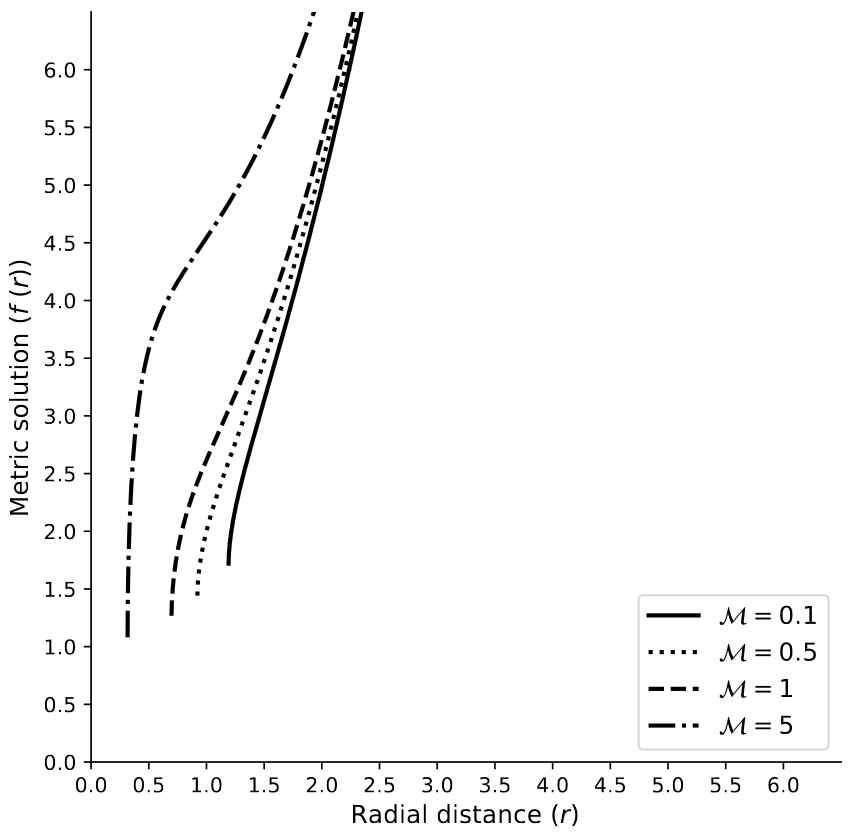 Metric solution (f (r))
6.0
5.5
5.0
4.5
4.0
3.5
3.0
2.5
2.0
1.5
1.0
0.5
0.0
0.0 0.5 1.0 1.5 2.0 2.5 3.0 3.5 4.0 4.5 5.0 5.5 6.0
Radial distance (r)
ℳ = 0.1
ℳ = 0.5
ℳ = 1
ℳ = 5